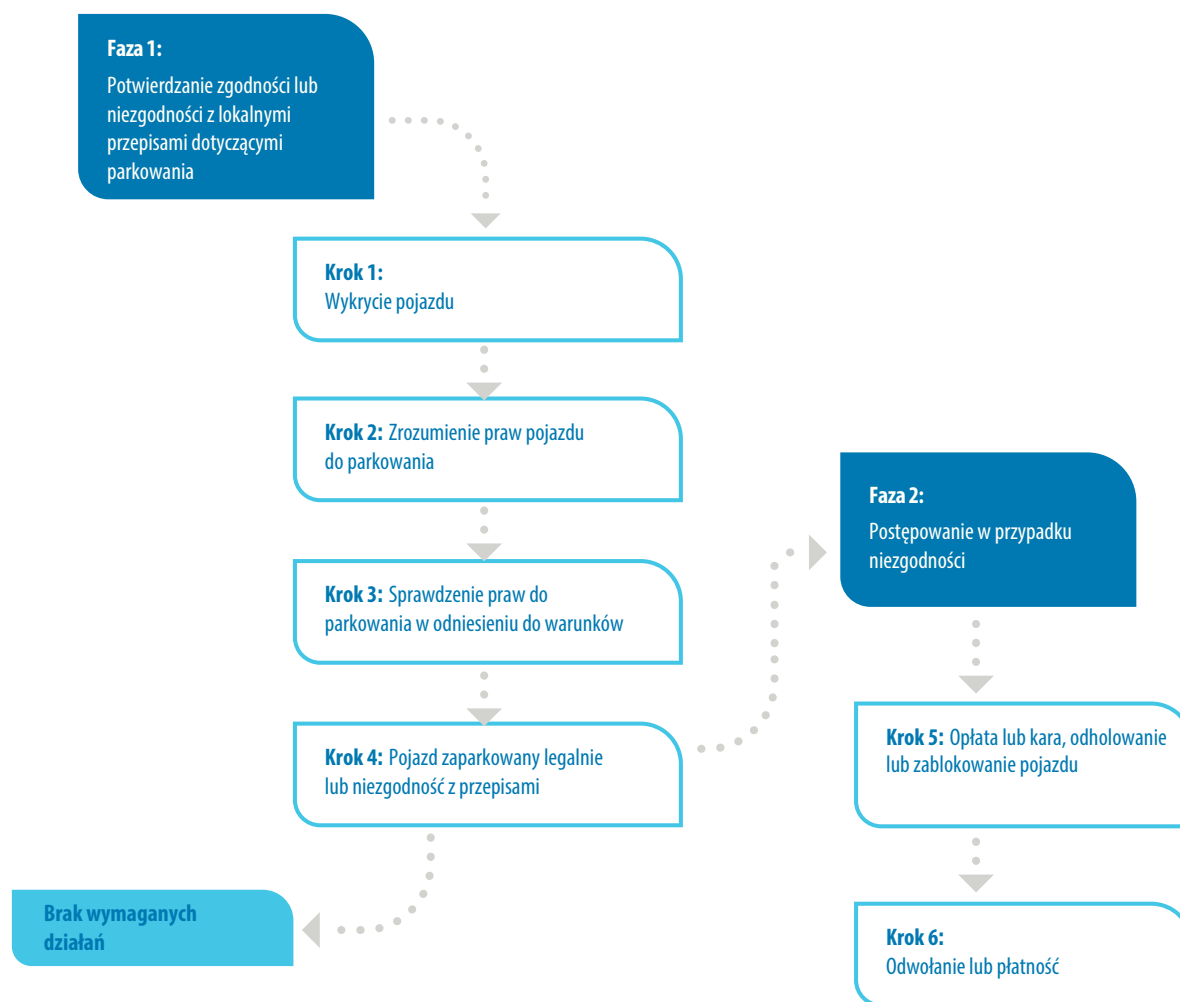 Faza 1:
Potwierdzanie zgodności lub
niezgodności z lokalnymi
przepisami dotyczącymi
parkowania
Krok 1:
Wykrycie pojazdu
Krok 2: Zrozumienie praw pojazdu
do parkowania
Krok 3: Sprawdzenie praw do
parkowania w odniesieniu do warunków
Krok 4: Pojazd zaparkowany legalnie
lub niezgodność z przepisami
Brak wymaganych
działań
Faza 2:
Postępowanie w przypadku
niezgodności
Krok 5: Opłata lub kara, odholowanie
lub zablokowanie pojazdu
Krok 6:
Odwołanie lub płatność